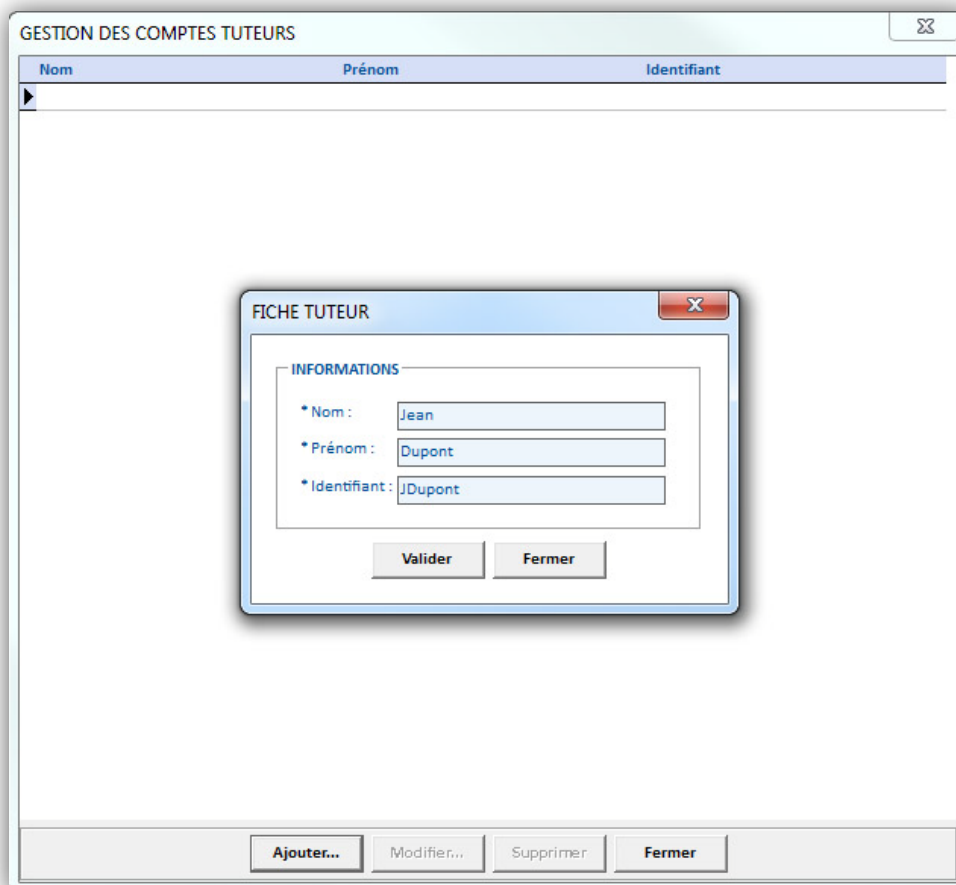 GESTION DES COMPTES TUTEURS
Nom Prénom Identifiant
FICHE TUTEUR
INFORMATIONS
* Nom : Jean
* Prénom : Dupont
* Identifiant : JDupont
Valider Fermer
Ajouter... Modifier... Supprimer Fermer